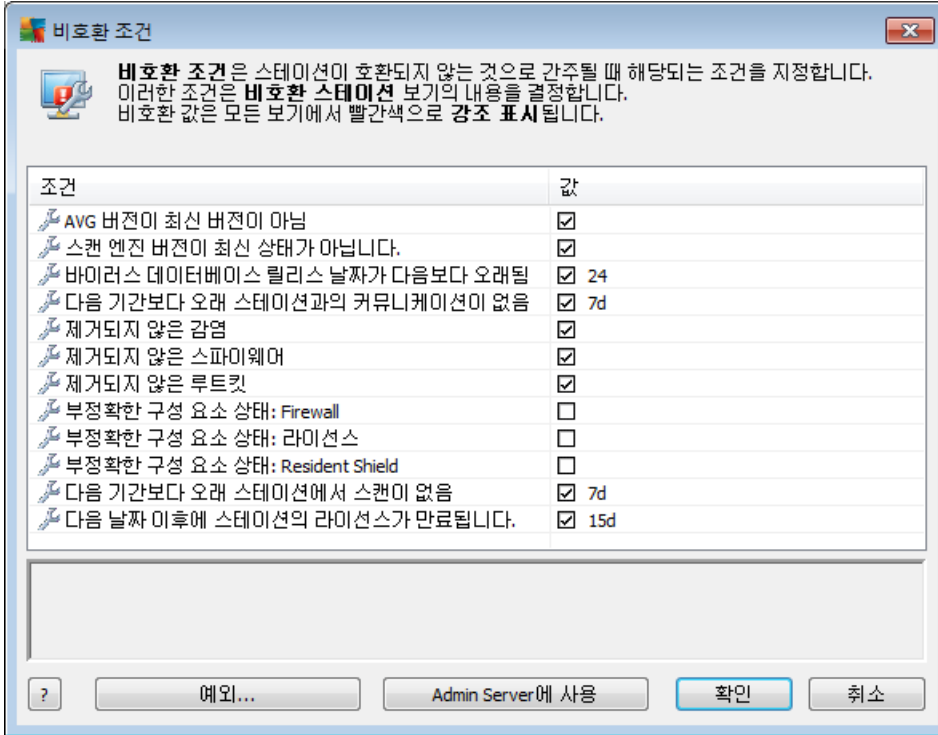 비호환 조건
비호환 조건은 스테이션이 호환되지 않는 것으로 간주될 때 해당되는 조건을 지정합니다.
이러한 조건은 비호환 스테이션 보기의 내용을 결정합니다.
비호환 값은 모든 보기에서 빨간색으로 강조 표시됩니다.
조건 값
AVG 버전이 최신 버전이 아님
스캔 엔진 버전이 최신 상태가 아닙니다.
바이러스 데이터베이스 릴리스 날짜가 다음보다 오래됨 24
다음 기간보다 오래 스테이션과의 커뮤니케이션이 없음 7d
제거되지 않은 감염
제거되지 않은 스파이웨어
제거되지 않은 루트킷
부정확한 구성 요소 상태: Firewall
부정확한 구성 요소 상태: 라이선스
부정확한 구성 요소 상태: Resident Shield
다음 기간보다 오래 스테이션에서 스캔이 없음 7d
다음 날짜 이후에 스테이션의 라이선스가 만료됩니다. 15d
? 예외... Admin Server에 사용 확인 취소